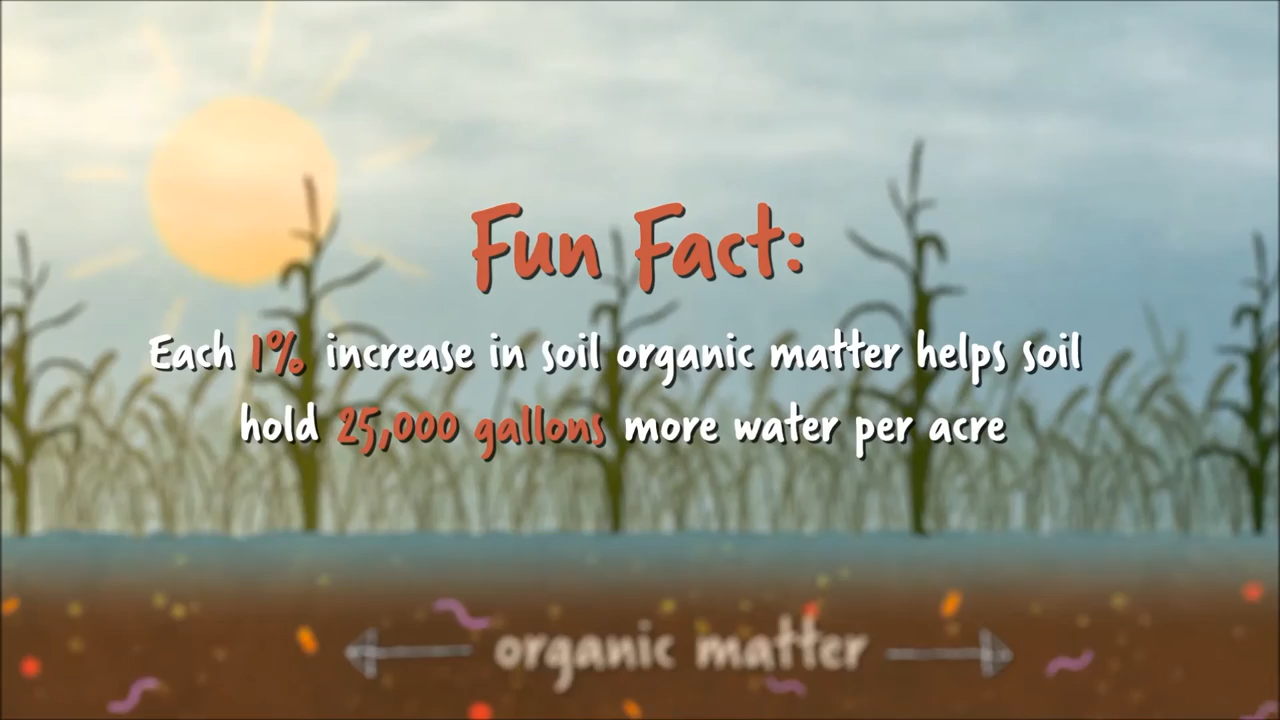 Fun Fact:
Each 1% increase in soil organic matter helps soil
hold 25,000 gallons more water per acre
organic matter